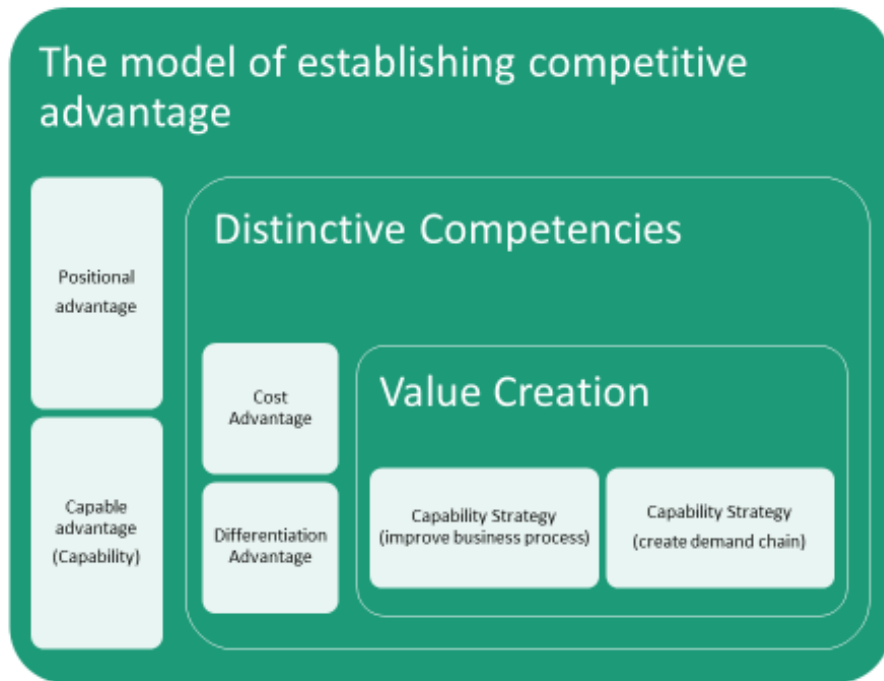 The model of establishing competitive
advantage
Positional
advantage
Capable
advantage
(Capability)
Distinctive Competencies
Cost
Advantage
Differentiation
Advantage
Value Creation
Capability Strategy
(improve business process)
Capability Strategy
(create demand chain)